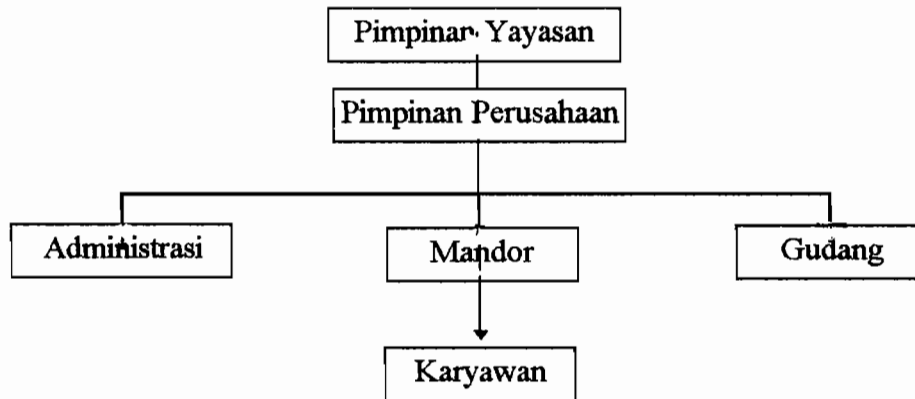 Pimpinan Yayasan
Pimpinan Perusahaan
Administrasi
Mandor
Gudang
Karyawan